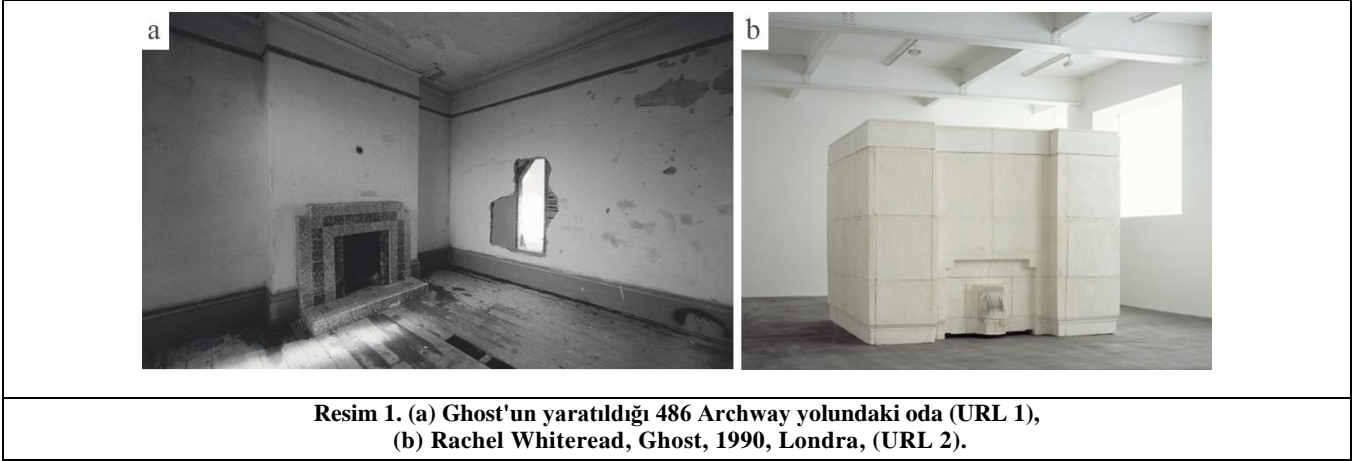 a b
Resim 1. (a) Ghost'un yaratıldığı 486 Archway yolundaki oda (URL 1),
(b) Rachel Whiteread, Ghost, 1990, Londra, (URL 2).